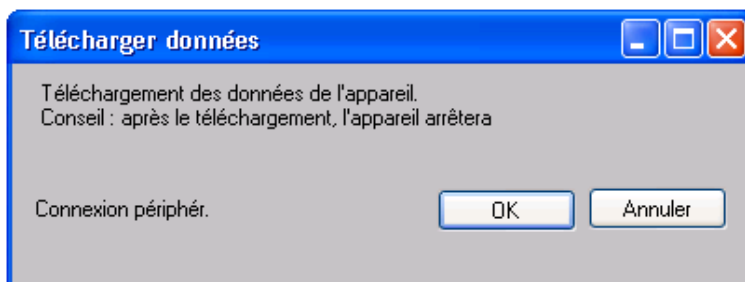 Télécharger données
Téléchargement des données de l'appareil.
Conseil : après le téléchargement, l'appareil arrêtera
Connexion périphér.
OK
Annuler